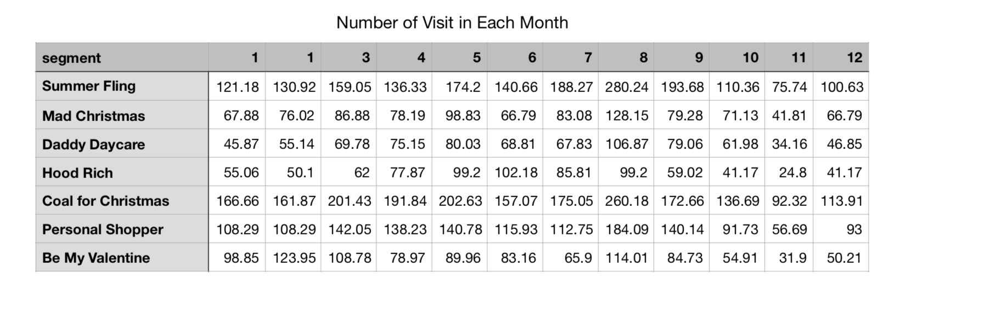 Number of Visit in Each Month
segment 1 1 3 4 5 6 7 8 9 10 11 12
Summer Fling 121.18 130.92 159.05 136.33 174.2 140.66 188.27 280.24 193.68 110.36 75.74 100.63
Mad Christmas 67.88 76.02 86.88 78.19 98.83 66.79 83.08 128.15 79.28 71.13 41.81 66.79
Daddy Daycare 45.87 55.14 69.78 75.15 80.03 68.81 67.83 106.87 79.06 61.98 34.16 46.85
Hood Rich 55.06 50.1 62 77.87 99.2 102.18 85.81 99.2 59.02 41.17 24.8 41.17
Coal for Christmas 166.66 161.87 201.43 191.84 202.63 157.07 175.05 260.18 172.66 136.69 92.32 113.91
Personal Shopper 108.29 108.29 142.05 138.23 140.78 115.93 112.75 184.09 140.14 91.73 56.69 93
Be My Valentine 98.85 123.95 108.78 78.97 89.96 83.16 65.9 114.01 84.73 54.91 31.9 50.21